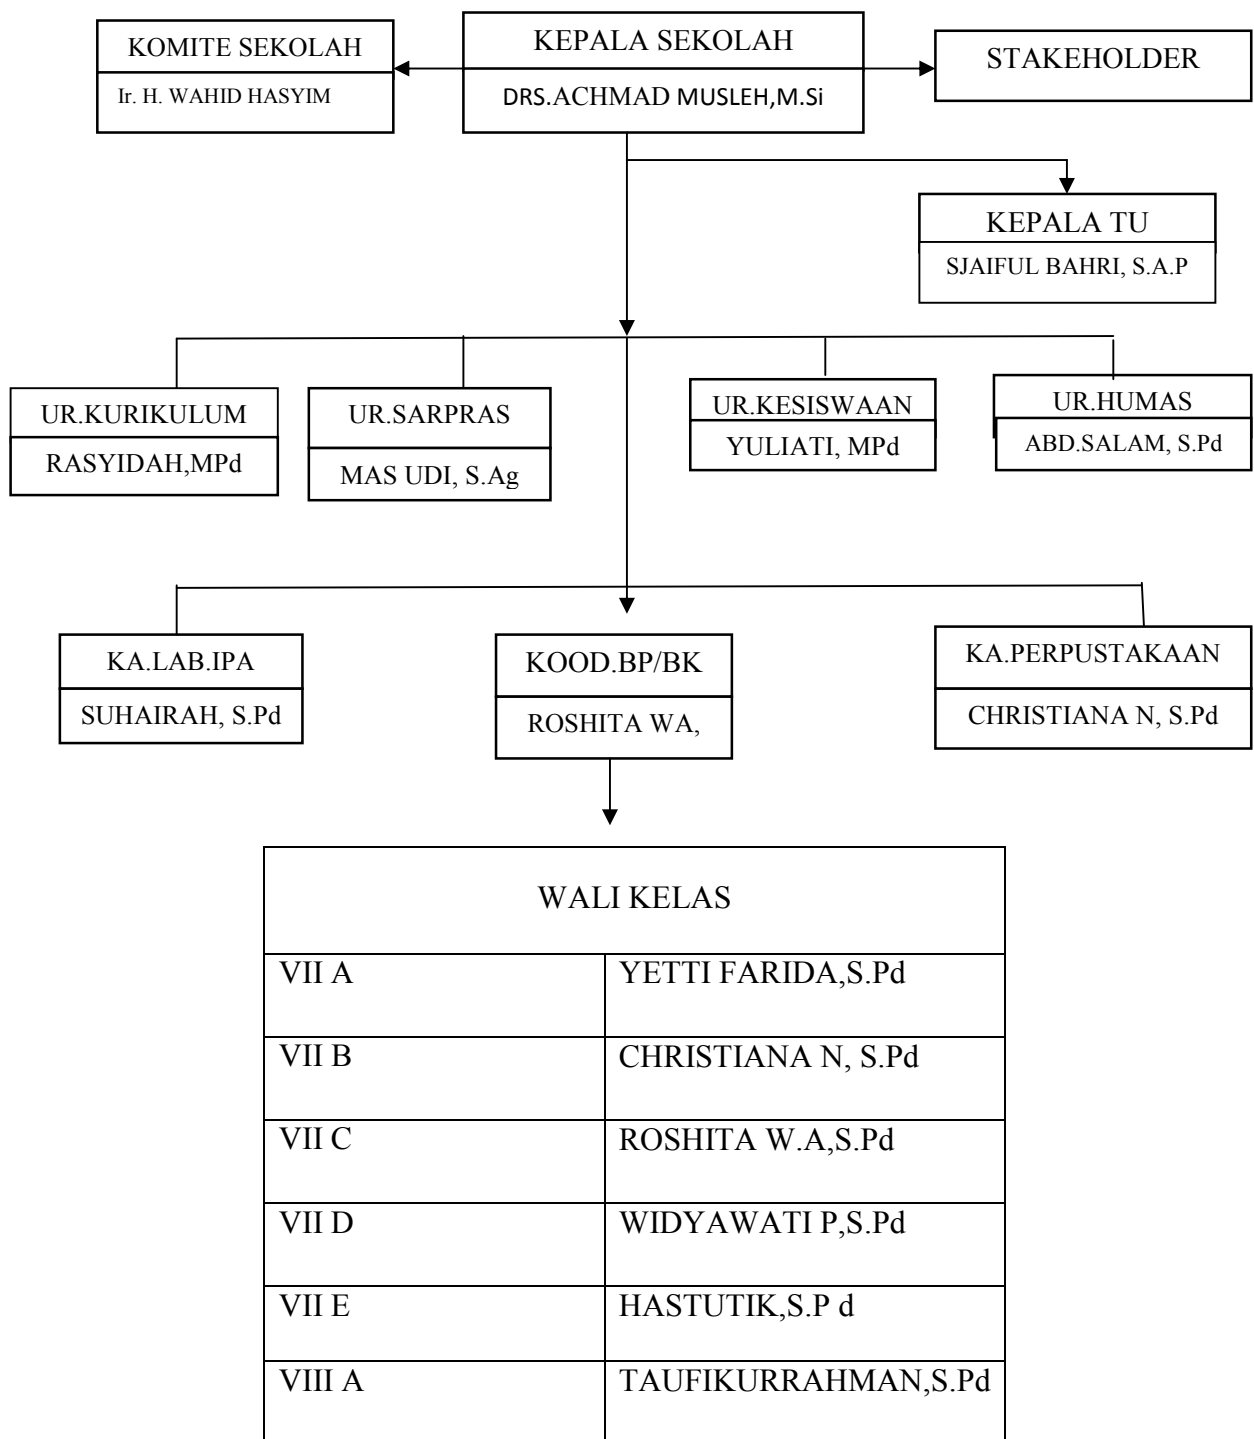 KOMITE SEKOLAH
Ir. H. WAHID HASYIM
KEPALA SEKOLAH
DRS.ACHMAD MUSLEH,M.Si
STAKEHOLDER
KEPALA TU
SJAIFUL BAHRI, S.A.P
UR.KURIKULUM
RASYIDAH,MPd
UR.SARPRAS
MAS UDI, S.Ag
UR.KESISWAAN
YULIATI, MPd
UR.HUMAS
ABD.SALAM, S.Pd
KA.LAB.IPA
SUHAIRAH, S.Pd
KOOD.BP/BK
ROSHITA WA,
KA.PERPUSTAKAAN
CHRISTIANA N, S.Pd
WALI KELAS
VII A YETTI FARIDA,S.Pd
VII B CHRISTIANA N, S.Pd
VII C ROSHITA W.A,S.Pd
VII D WIDYAWATI P,S.Pd
VII E HASTUTIK,S.P d
VIII A TAUFIKURRAHMAN,S.Pd